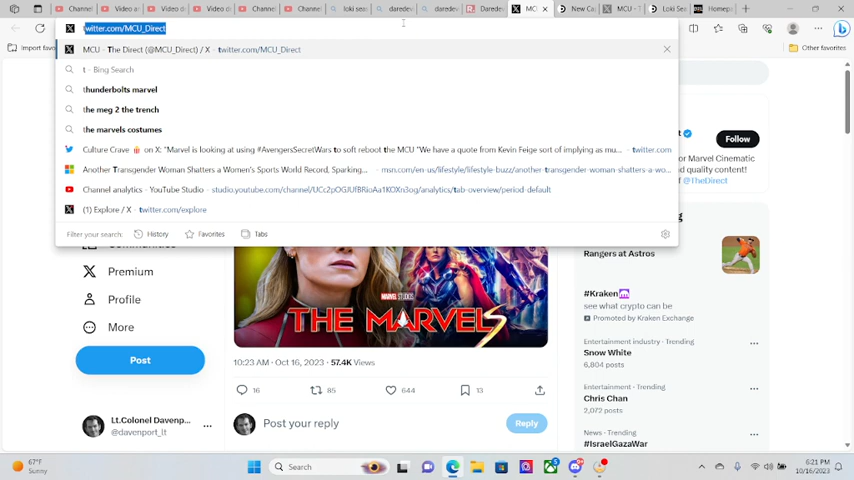 Channel
Video a
Video d
Video d
Channel
Channel
loki sea
daredev
daredev
Daredev
MC
New Ca
MCU - T
Loki Se
Homep
twitter.com/MCU_Direct
Import favo
Other favorites
MCU - The Direct (@MCU_Direct) / X - twitter.com/MCU_Direct
t - Bing Search
thunderbolts marvel
the meg 2 the trench
the marvels costumes
Culture Crave on X: "Marvel is looking at using #AvengersSecretWars to soft reboot the MCU "We have a quote from Kevin Feige sort of implying as mu... - twitter.com
Another Transgender Woman Shatters a Women's Sports World Record, Sparking... - msn.com/en-us/lifestyle/lifestyle-buzz/another-transgender-woman-shatters-a-wo...
Channel analytics - YouTube Studio - studio.youtube.com/channel/UCc2pOGJUfBRioAa1KOXn3og/analytics/tab-overview/period-default
(1) Explore / X - twitter.com/explore
Filter your search:
History
Favorites
Tabs
Follow
or Marvel Cinematic
nd quality content!
f @TheDirect
Communities
Premium
Profile
More
Post
Lt.Colonel Davenp...
@davenport_lt
MARVEL STUDIOS
THE MARVELS
10:23 AM · Oct 16, 2023 · 57.4K Views
16
85
644
13
Post your reply
Reply
g
Rangers at Astros
#Kraken
see what crypto can be
Promoted by Kraken Exchange
Entertainment industry · Trending
Snow White
6,804 posts
Entertainment · Trending
Chris Chan
2,072 posts
News · Trending
#IsraelGazaWar
67°F
Sunny
Search
6:21 PM
10/16/2023